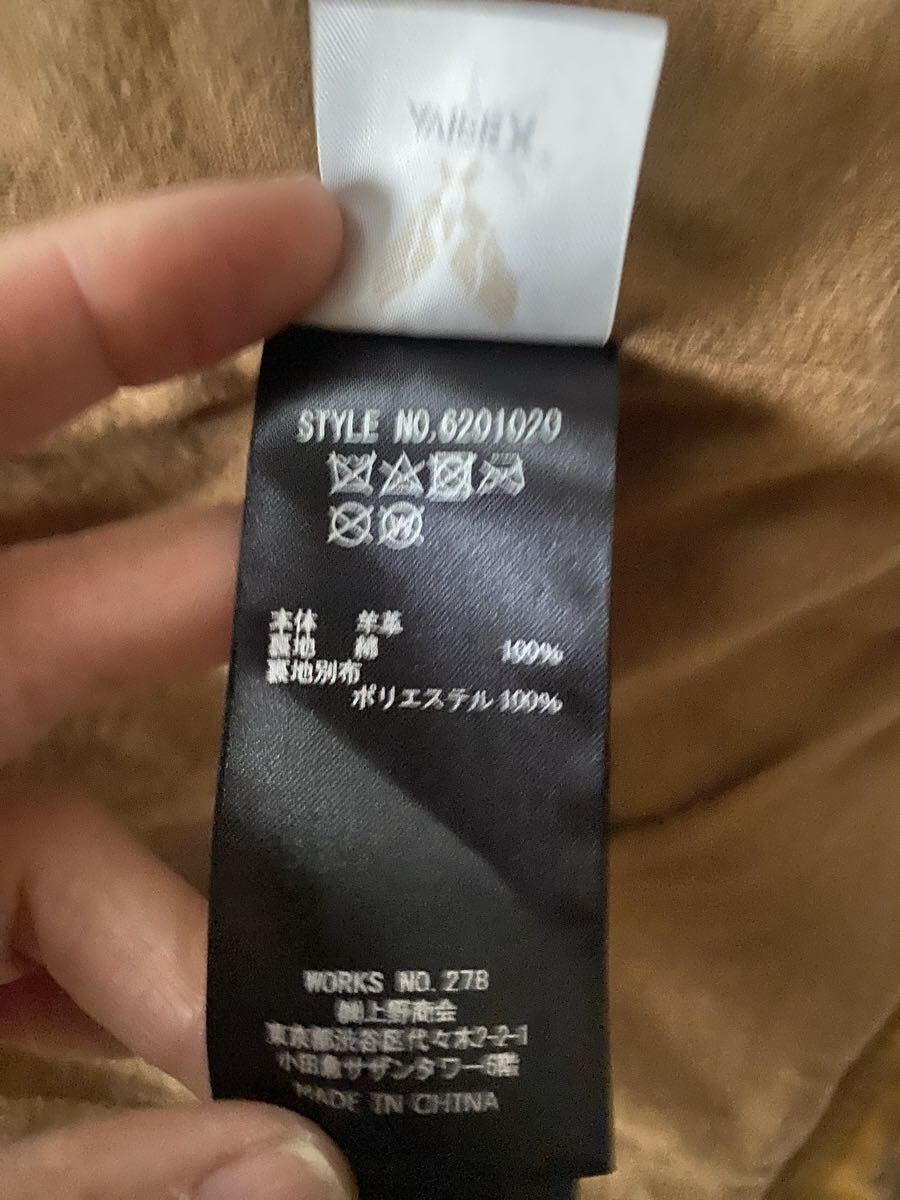 STYLE NO.6201020
本体 羊革
裏地 綿 100%
裏地別布
ポリエステル 100%
WORKS NO. 27B
㈱上野商会
東京都渋谷区代々木2-2-1
小田急サザンタワー6階
MADE IN CHINA